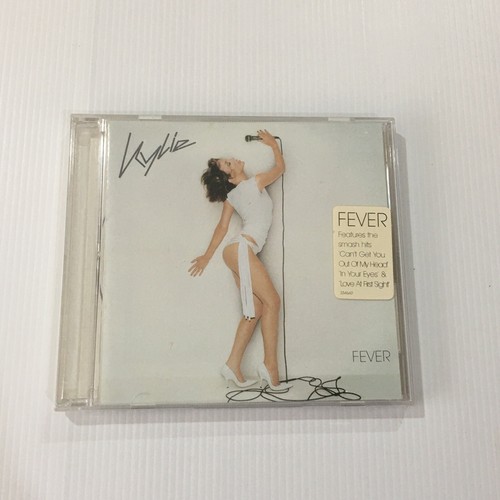 Kylie
FEVER
Features the
smash hits
'Can't Get You
Out Of My Head'
'In Your Eyes' &
'Love At First Sight'
FEVER